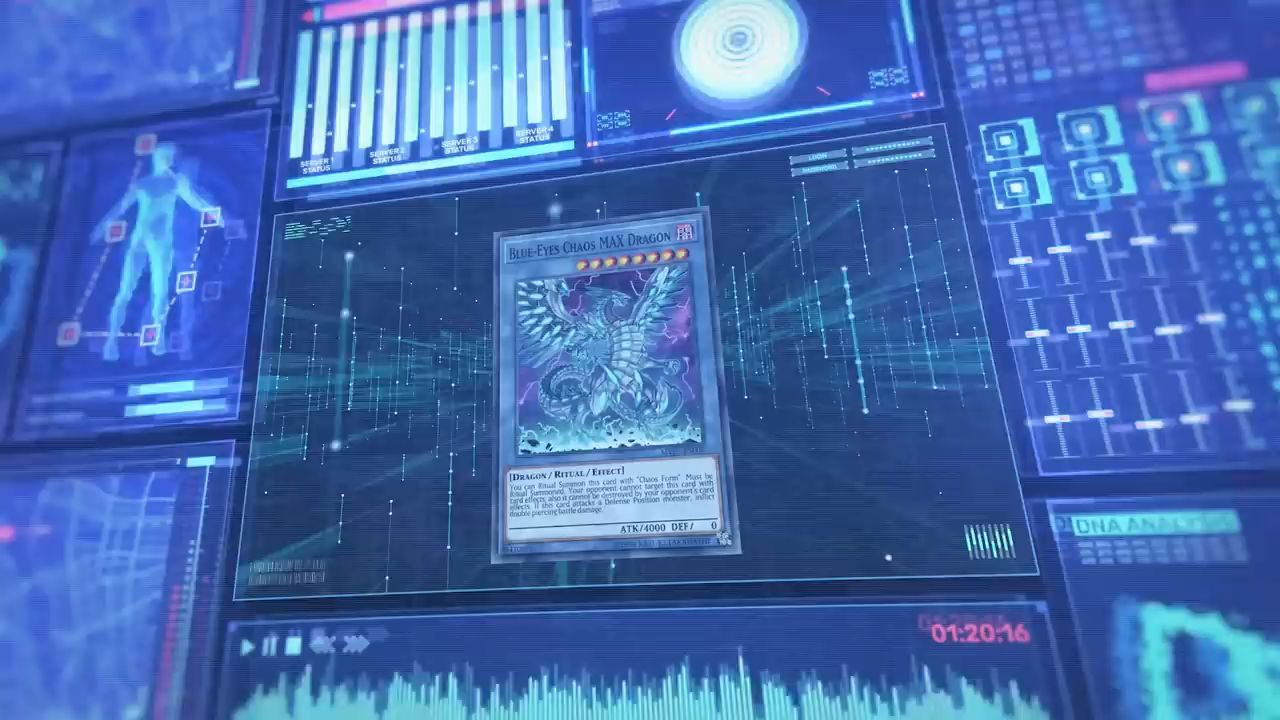 SERVER 1
STATUS
SERVER 2
STATUS
SERVER 3
STATUS
SERVER 4
STATUS
LOGIN
PASSWORD
BLUE-EYES CHAOS MAX DRAGON
[DRAGON / RITUAL / EFFECT]
You can Ritual Summon this card with "Chaos Form" Must be
Ritual Summoned. Your opponent cannot target this card with
card effects, also it cannot be destroyed by your opponent's card
effects. If this card attacks a Defense Position monster, inflict
double piercing battle damage.
ATK/4000 DEF/ 0
DNA ANALY
01:20:16